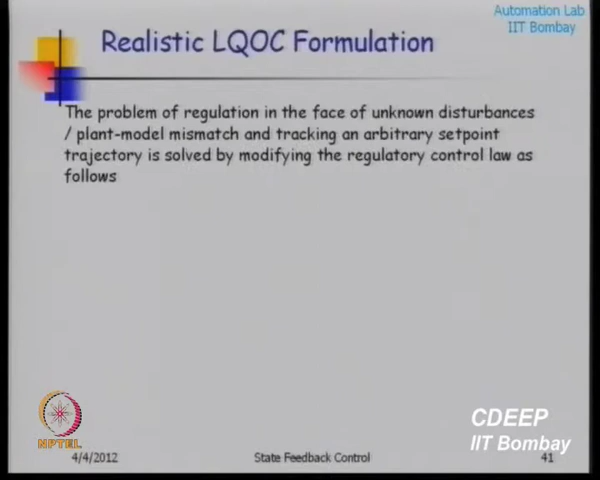 Automation Lab
IIT Bombay
Realistic LQOC Formulation
The problem of regulation in the face of unknown disturbances
/ plant-model mismatch and tracking an arbitrary setpoint
trajectory is solved by modifying the regulatory control law as
follows
NPTEL
CDEEP
IIT Bombay
4/4/2012
State Feedback Control
41